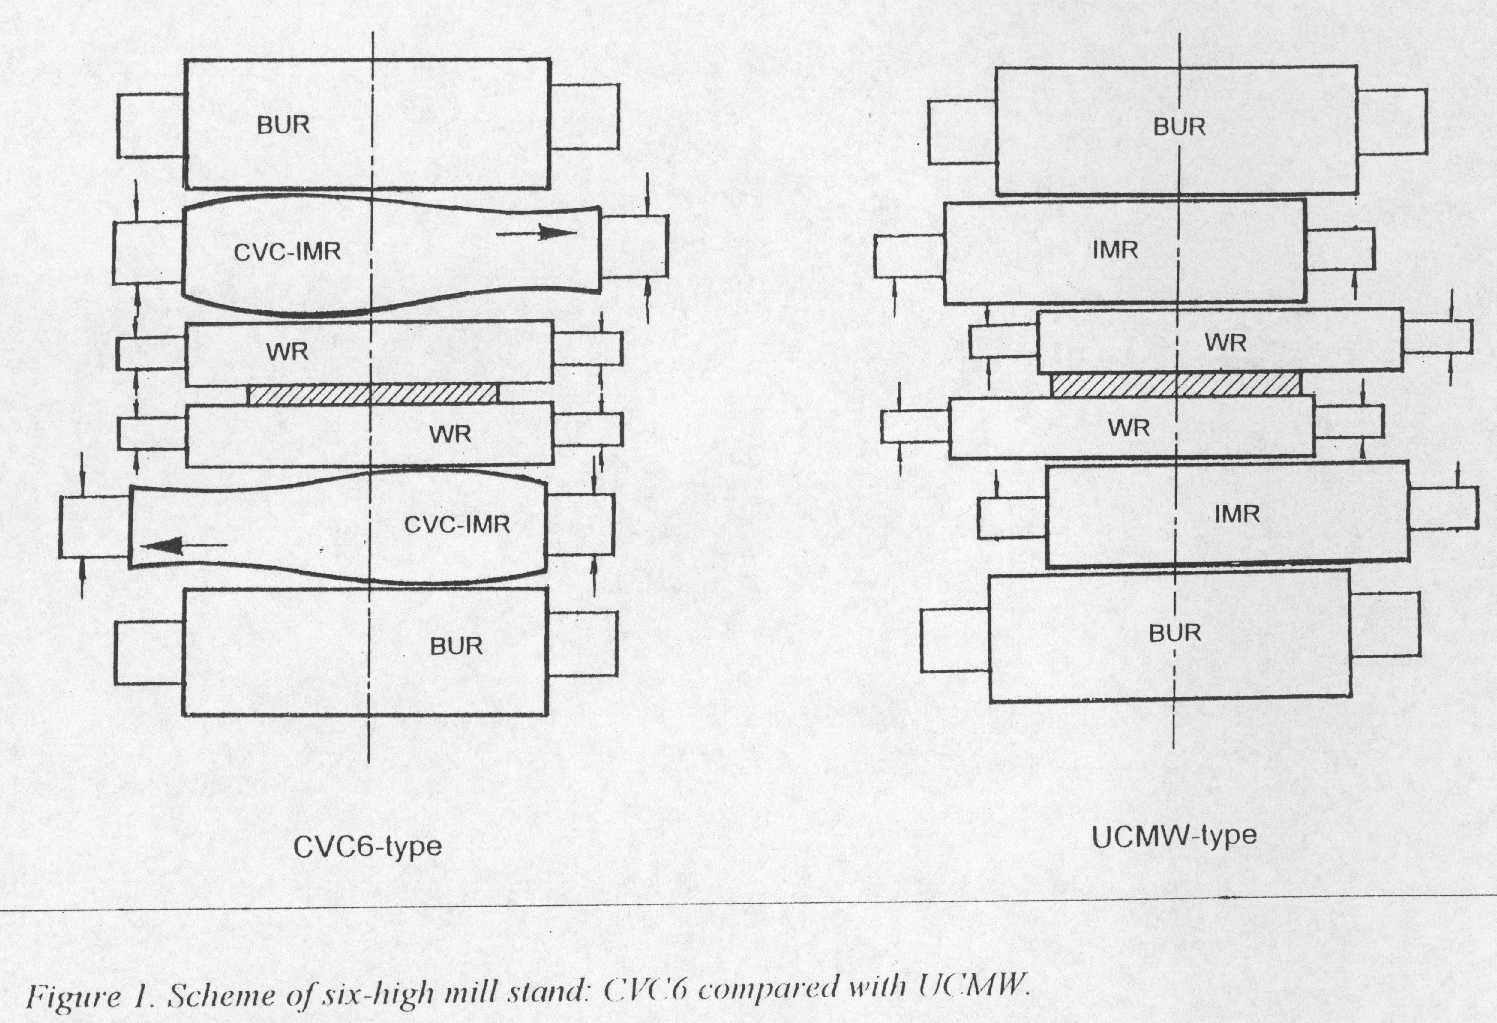 BUR
CVC-IMR
WR
WR
CVC-IMR
BUR
CVC6-type
BUR
IMR
WR
WR
IMR
BUR
UCMW-type
Figure 1. Scheme of six-high mill stand: CVC6 compared with UCMW.